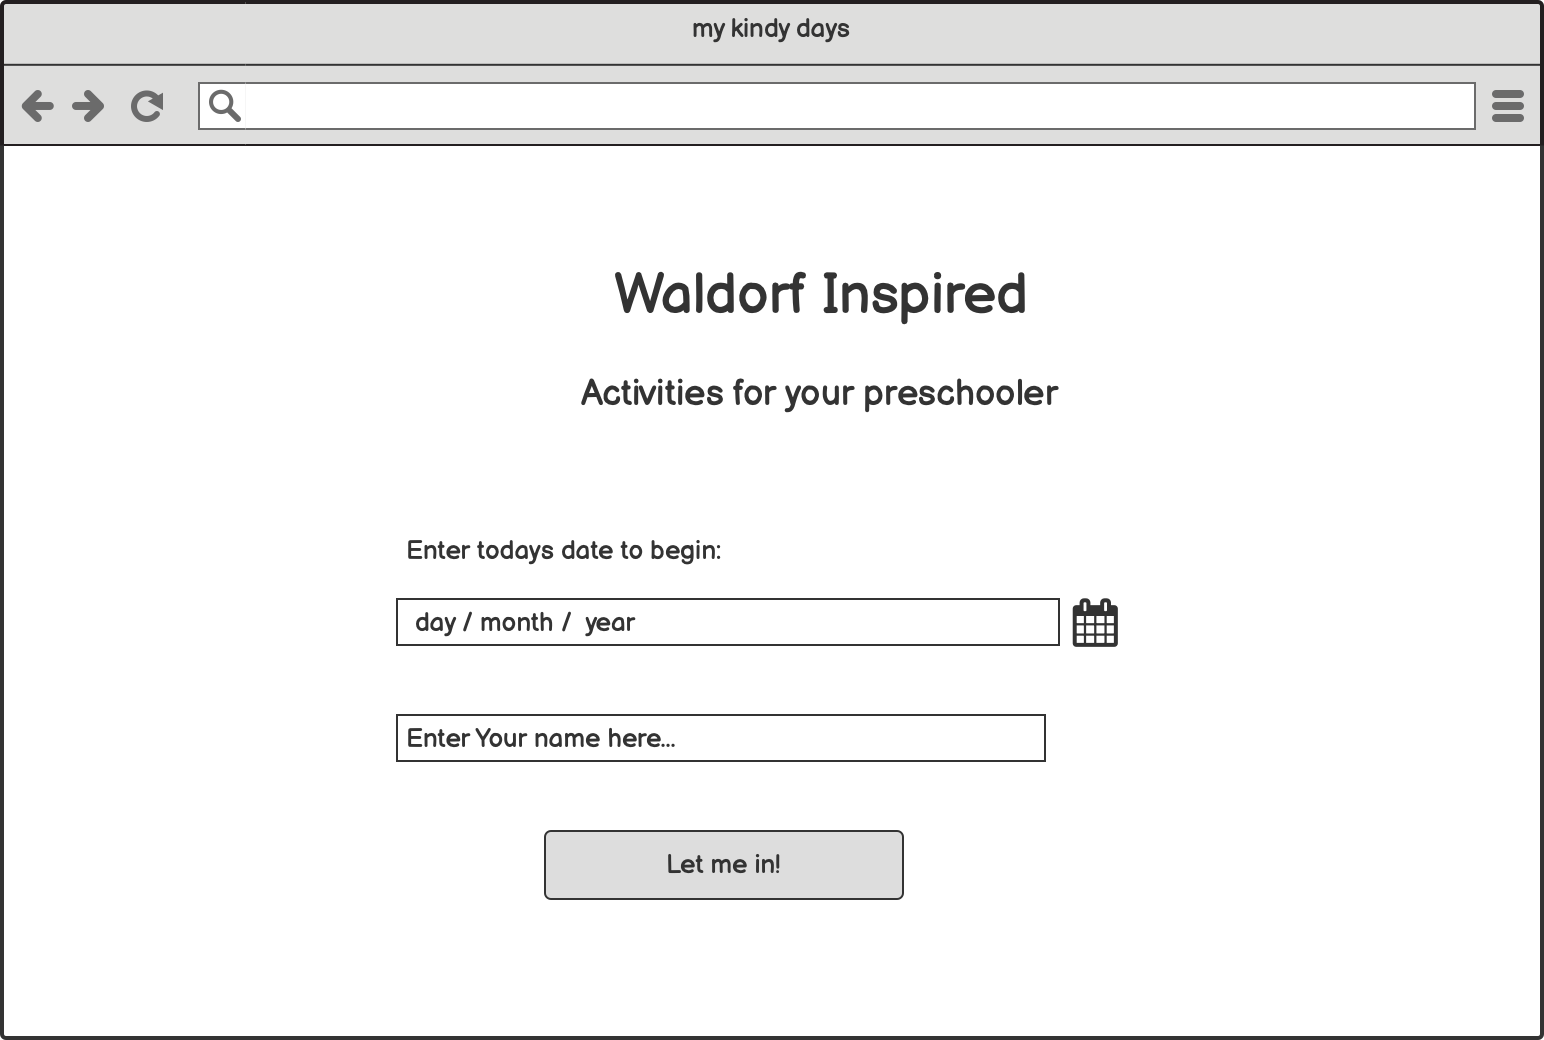 my kindy days
Waldorf Inspired
Activities for your preschooler
Enter todays date to begin:
day / month / year
Enter Your name here...
Let me in!